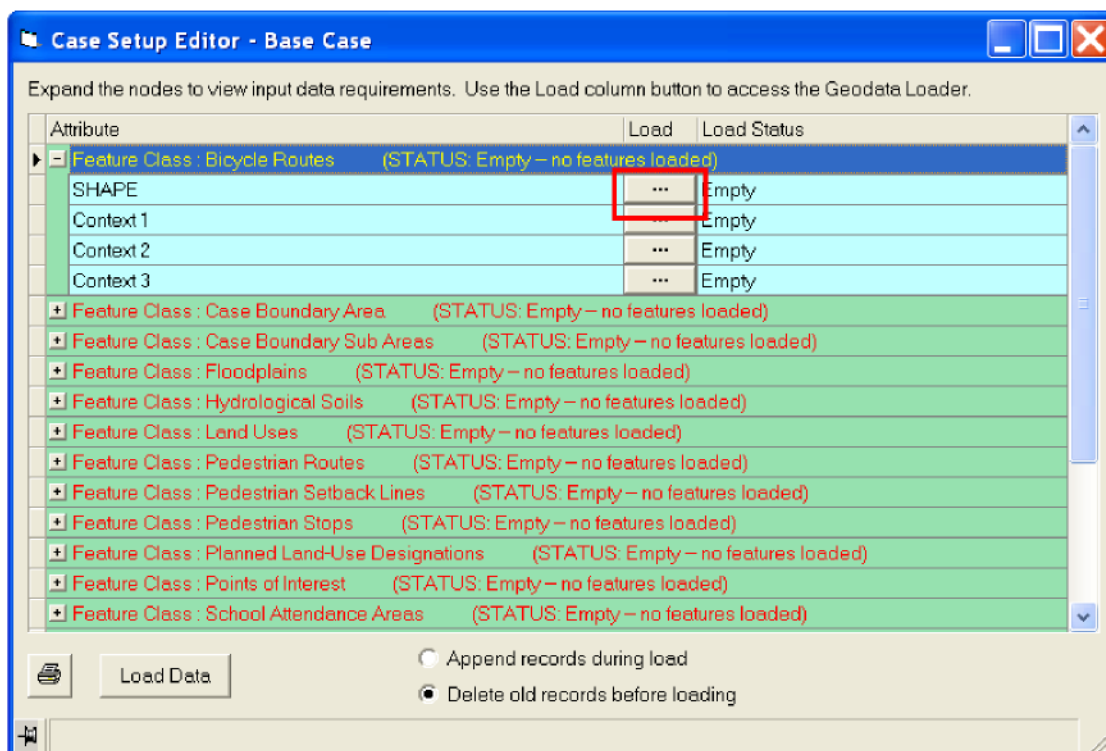 Case Setup Editor - Base Case
Expand the nodes to view input data requirements. Use the Load column button to access the Geodata Loader.
Attribute Load Load Status
Feature Class : Bicycle Routes (STATUS: Empty – no features loaded)
SHAPE ... Empty
Context 1 ... Empty
Context 2 ... Empty
Context 3 ... Empty
Feature Class : Case Boundary Area (STATUS: Empty – no features loaded)
Feature Class : Case Boundary Sub Areas (STATUS: Empty – no features loaded)
Feature Class : Floodplains (STATUS: Empty – no features loaded)
Feature Class : Hydrological Soils (STATUS: Empty – no features loaded)
Feature Class : Land Uses (STATUS: Empty – no features loaded)
Feature Class : Pedestrian Routes (STATUS: Empty – no features loaded)
Feature Class : Pedestrian Setback Lines (STATUS: Empty – no features loaded)
Feature Class : Pedestrian Stops (STATUS: Empty – no features loaded)
Feature Class : Planned Land-Use Designations (STATUS: Empty – no features loaded)
Feature Class : Points of Interest (STATUS: Empty – no features loaded)
Feature Class : School Attendance Areas (STATUS: Empty – no features loaded)
Append records during load
Load Data
Delete old records before loading